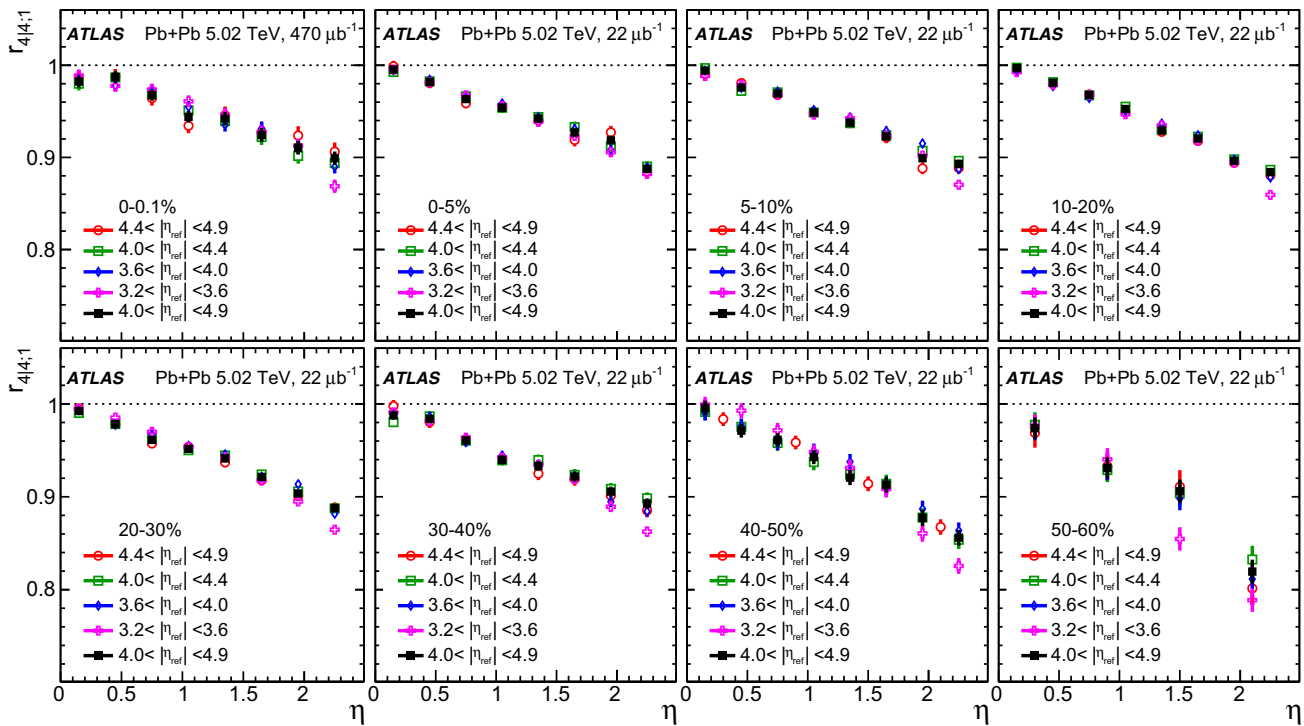 r4|4;1
ATLAS Pb+Pb 5.02 TeV, 470 μb⁻¹
1
0.9
0.8
0-0.1%
4.4< |ηref| <4.9
4.0< |ηref| <4.4
3.6< |ηref| <4.0
3.2< |ηref| <3.6
4.0< |ηref| <4.9
ATLAS Pb+Pb 5.02 TeV, 22 μb⁻¹
0-5%
4.4< |ηref| <4.9
4.0< |ηref| <4.4
3.6< |ηref| <4.0
3.2< |ηref| <3.6
4.0< |ηref| <4.9
ATLAS Pb+Pb 5.02 TeV, 22 μb⁻¹
5-10%
4.4< |ηref| <4.9
4.0< |ηref| <4.4
3.6< |ηref| <4.0
3.2< |ηref| <3.6
4.0< |ηref| <4.9
ATLAS Pb+Pb 5.02 TeV, 22 μb⁻¹
10-20%
4.4< |ηref| <4.9
4.0< |ηref| <4.4
3.6< |ηref| <4.0
3.2< |ηref| <3.6
4.0< |ηref| <4.9
r4|4;1
ATLAS Pb+Pb 5.02 TeV, 22 μb⁻¹
1
0.9
0.8
20-30%
4.4< |ηref| <4.9
4.0< |ηref| <4.4
3.6< |ηref| <4.0
3.2< |ηref| <3.6
4.0< |ηref| <4.9
0 0.5 1 1.5 2
η
ATLAS Pb+Pb 5.02 TeV, 22 μb⁻¹
30-40%
4.4< |ηref| <4.9
4.0< |ηref| <4.4
3.6< |ηref| <4.0
3.2< |ηref| <3.6
4.0< |ηref| <4.9
0 0.5 1 1.5 2
η
ATLAS Pb+Pb 5.02 TeV, 22 μb⁻¹
40-50%
4.4< |ηref| <4.9
4.0< |ηref| <4.4
3.6< |ηref| <4.0
3.2< |ηref| <3.6
4.0< |ηref| <4.9
0 0.5 1 1.5 2
η
ATLAS Pb+Pb 5.02 TeV, 22 μb⁻¹
50-60%
4.4< |ηref| <4.9
4.0< |ηref| <4.4
3.6< |ηref| <4.0
3.2< |ηref| <3.6
4.0< |ηref| <4.9
0 0.5 1 1.5 2
η